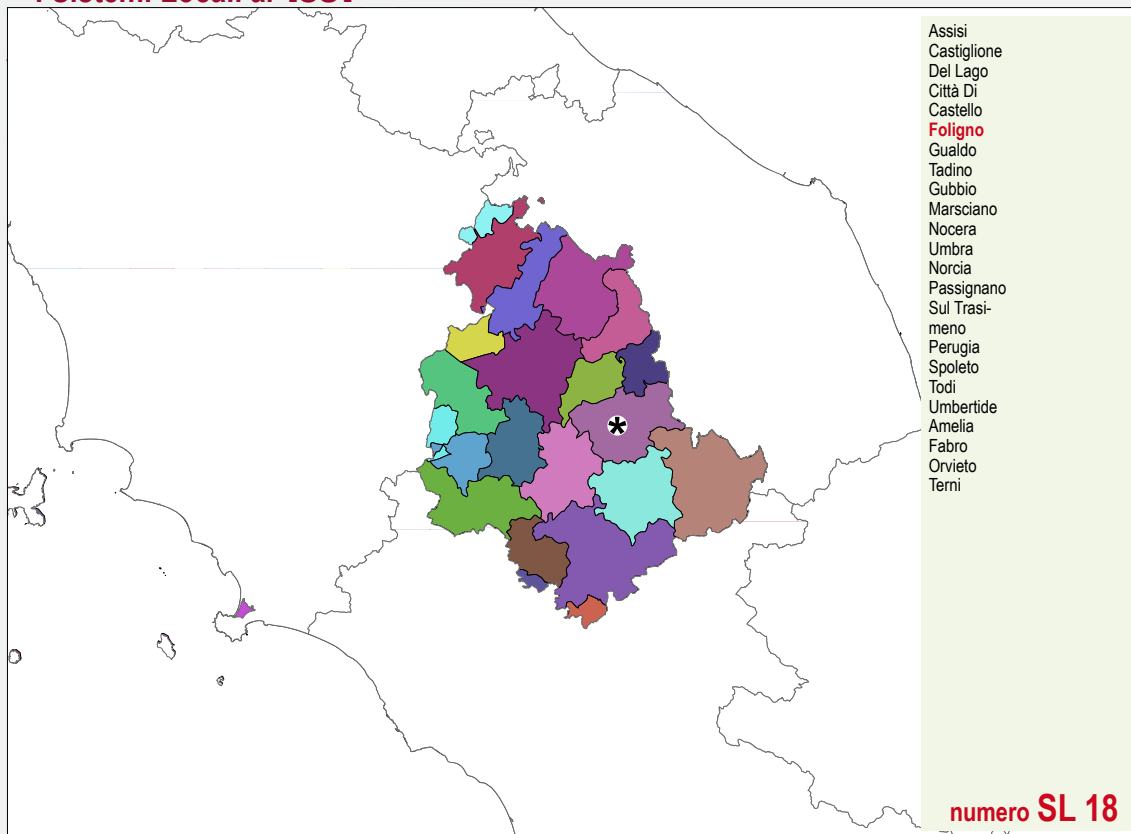 Assisi
Castiglione
Del Lago
Città Di
Castello
Foligno
Gualdo
Tadino
Gubbio
Marsciano
Nocera
Umbra
Norcia
Passignano
Sul Trasi-
meno
Perugia
Spoleto
Todi
Umbertide
Amelia
Fabro
Orvieto
Terni
*
numero SL 18